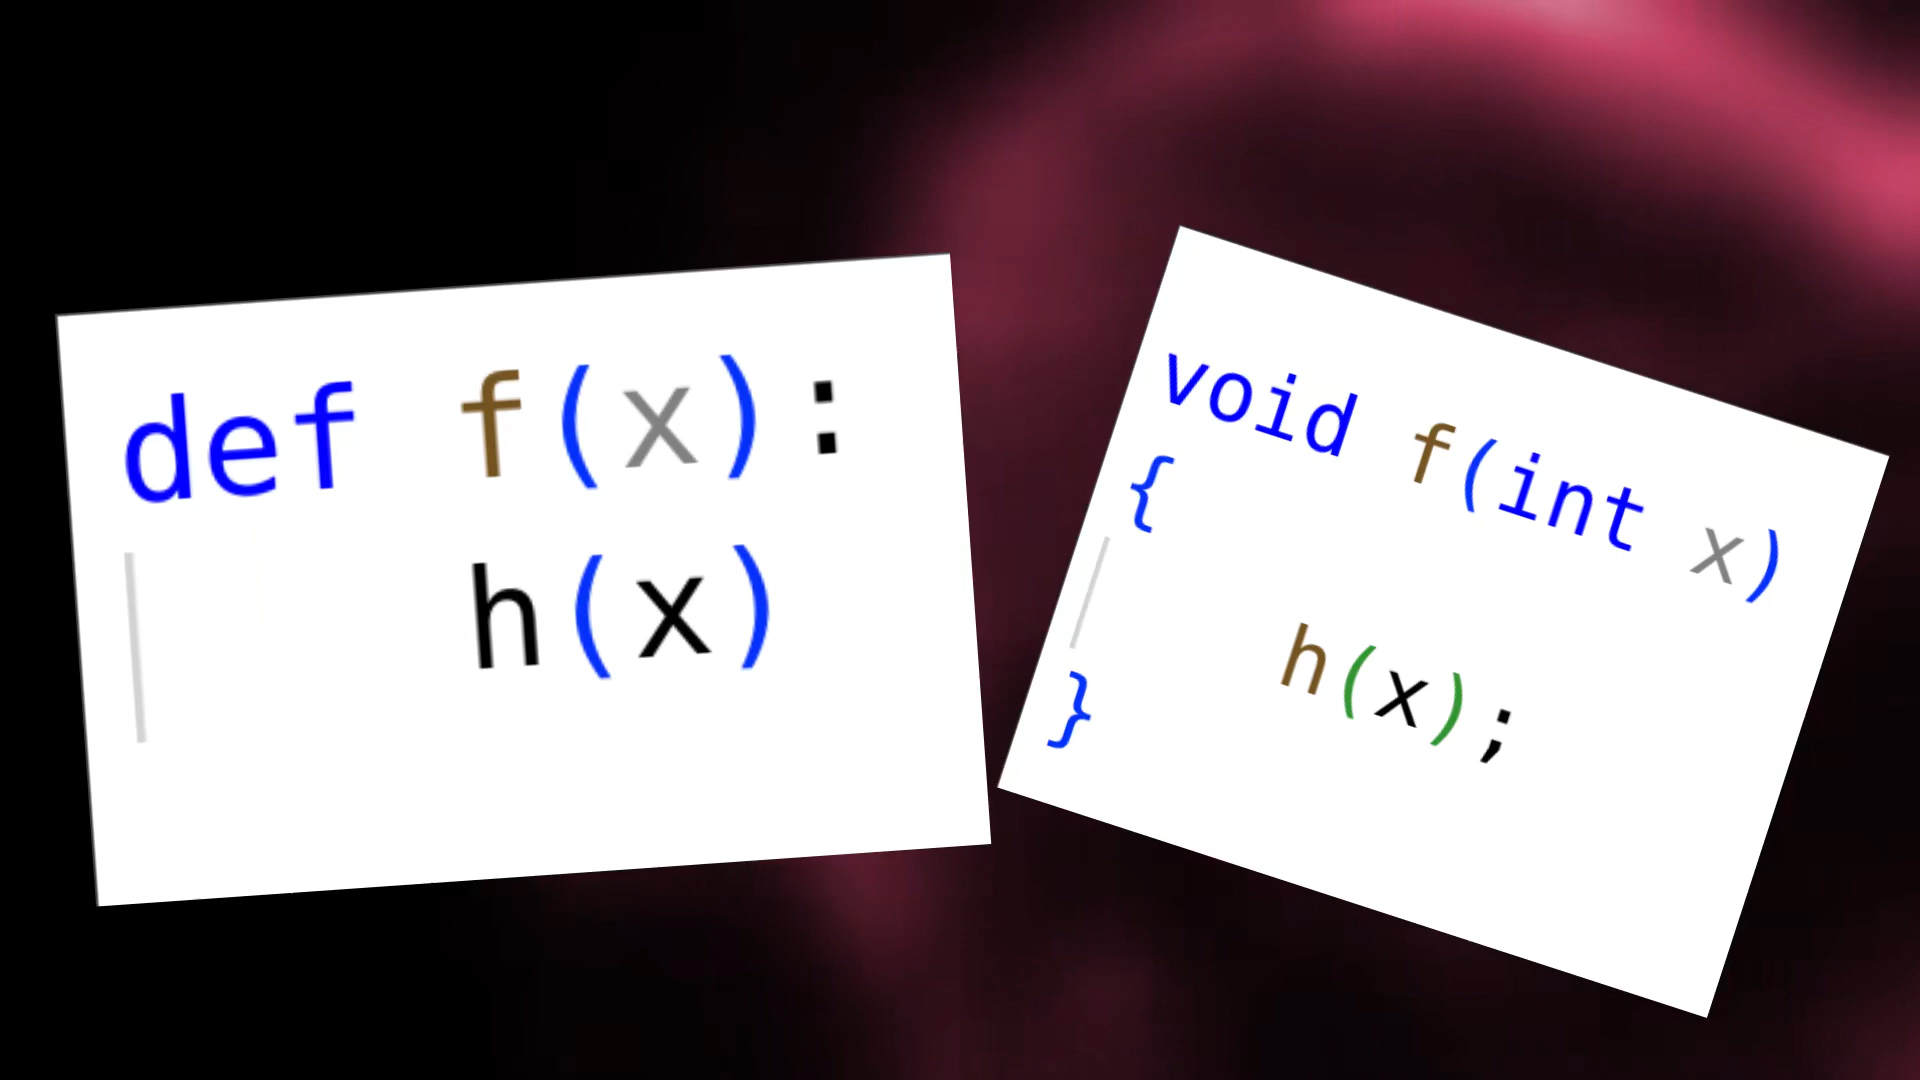 def f(x):
    h(x)
void f(int x)
{
    h(x);
}